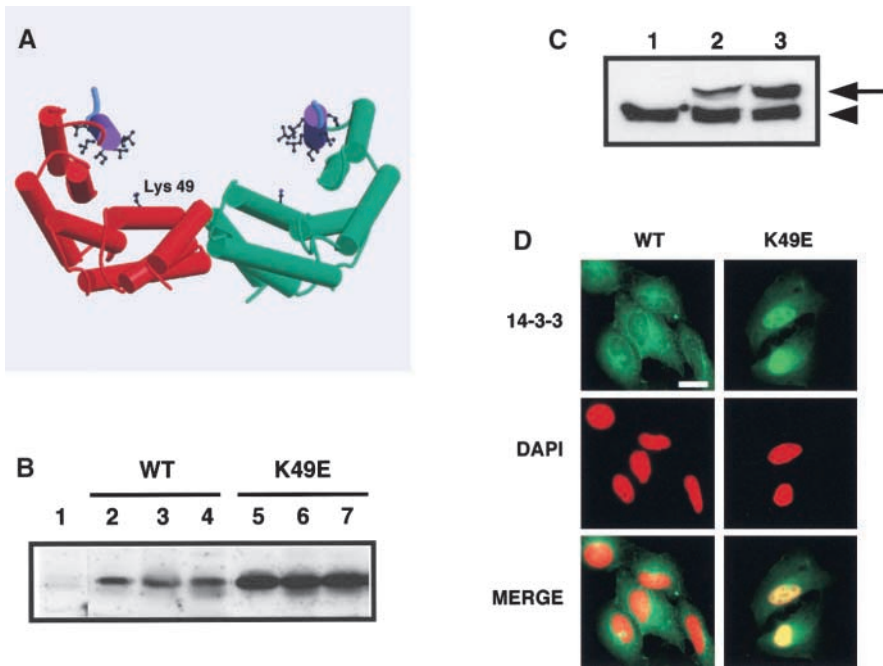 A
Lys 49
B
WT K49E
1 2 3 4 5 6 7
C
1 2 3
D
WT K49E
14-3-3
DAPI
MERGE